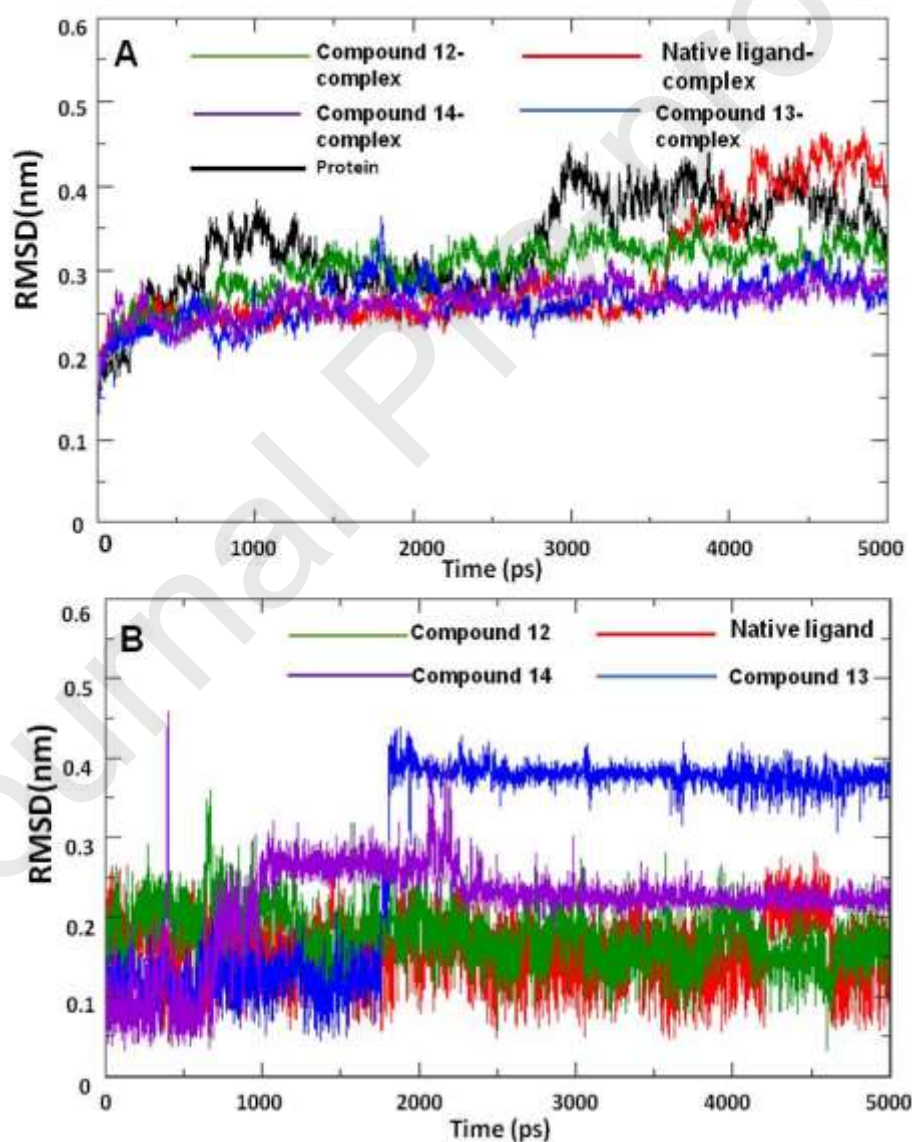 0.6
A
Compound 12-
complex
Native ligand-
complex
0.5
Compound 14-
complex
Compound 13-
complex
Protein
0.4
RMSD(nm)
0.3
0.2
0.1
0
0 1000 2000 3000 4000 5000
Time (ps)
0.6
B
Compound 12
Native ligand
Compound 14
Compound 13
0.5
0.4
RMSD(nm)
0.3
0.2
0.1
0
0 1000 2000 3000 4000 5000
Time (ps)